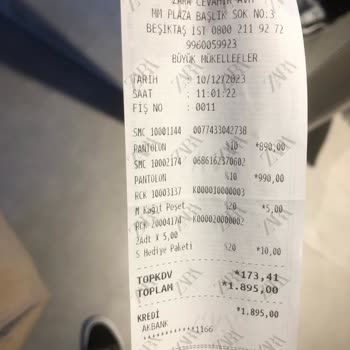 ZARA CEVAHİR AVM
MM PLAZA BAŞLIK SOK NO:3
BEŞİKTAŞ İST 0800 211 92 72
9960059923
BÜYÜK MÜKELLEFLER
TARİH : 10/12/2023
SAAT : 11:01:22
FİŞ NO : 0011
SMC 10001144 0077433042738
PANTOLON %10 *890,00
SMC 10002174 0686162370602
PANTOLON %10 *990,00
RCK 10003137 K000010000003
M Kağıt Poşet %20 *5,00
RCK 20004174 K000020000002
2Adt x 5,00
S Hediye Paketi %20 *10,00
TOPKDV *173,41
TOPLAM *1.895,00
KREDİ *1.895,00
AKBANK
************1166